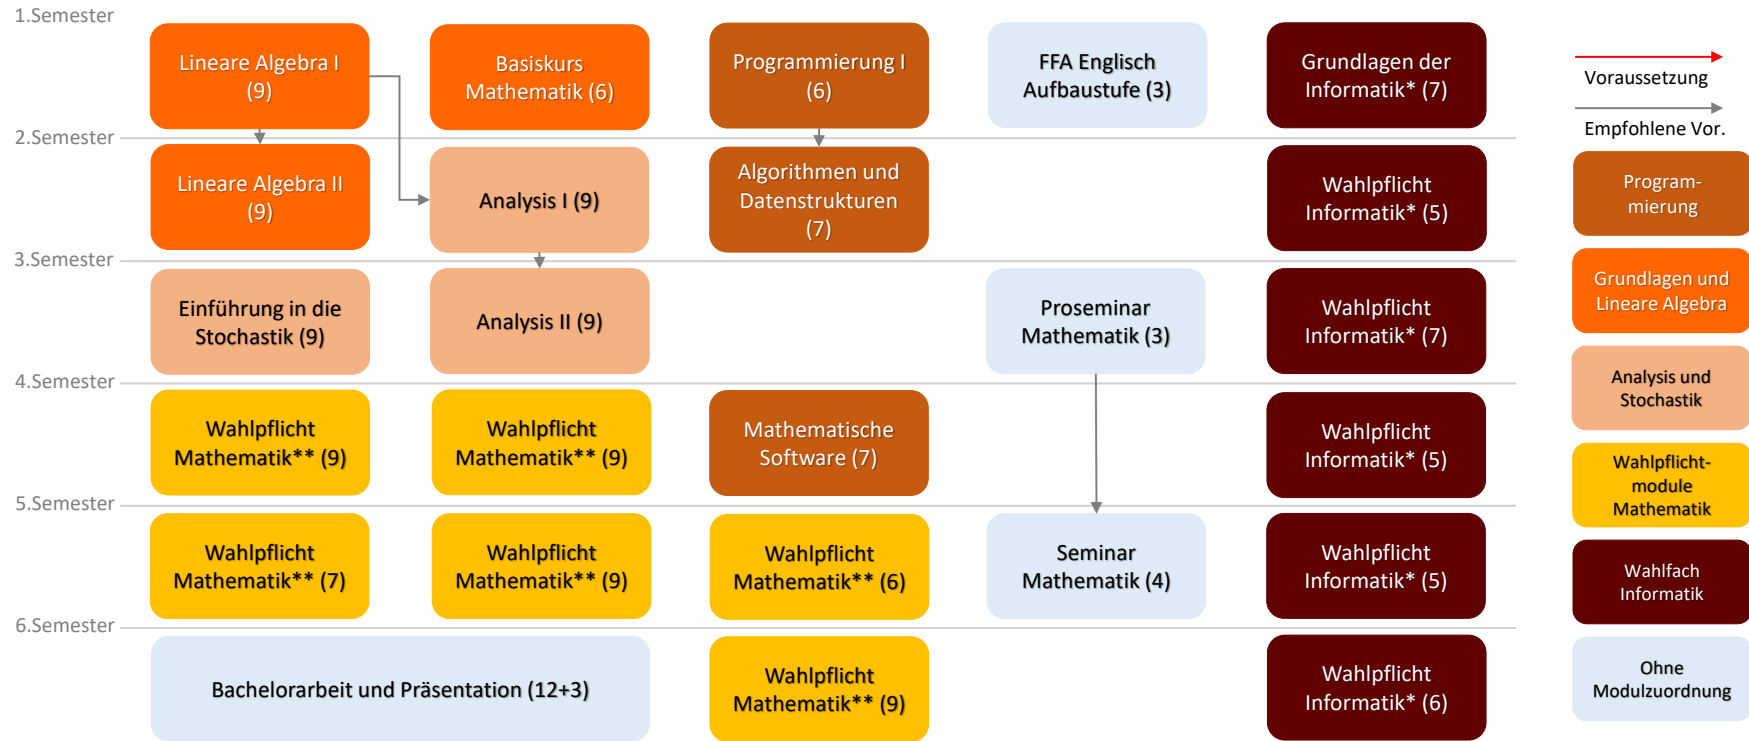 1.Semester
Lineare Algebra I
(9)
Basiskurs
Mathematik (6)
Programmierung I
(6)
FFA Englisch
Aufbaustufe (3)
Grundlagen der
Informatik* (7)
2.Semester
Lineare Algebra II
(9)
Analysis I (9)
Algorithmen und
Datenstrukturen
(7)
Wahlpflicht
Informatik* (5)
3.Semester
Einführung in die
Stochastik (9)
Analysis II (9)
Proseminar
Mathematik (3)
Wahlpflicht
Informatik* (7)
4.Semester
Wahlpflicht
Mathematik** (9)
Wahlpflicht
Mathematik** (9)
Mathematische
Software (7)
Wahlpflicht
Informatik* (5)
5.Semester
Wahlpflicht
Mathematik** (7)
Wahlpflicht
Mathematik** (9)
Wahlpflicht
Mathematik** (6)
Seminar
Mathematik (4)
Wahlpflicht
Informatik* (5)
6.Semester
Bachelorarbeit und Präsentation (12+3)
Wahlpflicht
Mathematik** (9)
Wahlpflicht
Informatik* (6)
Voraussetzung
Empfohlene Vor.
Program-
mierung
Grundlagen und
Lineare Algebra
Analysis und
Stochastik
Wahlpflicht-
module
Mathematik
Wahlfach
Informatik
Ohne
Modulzuordnung